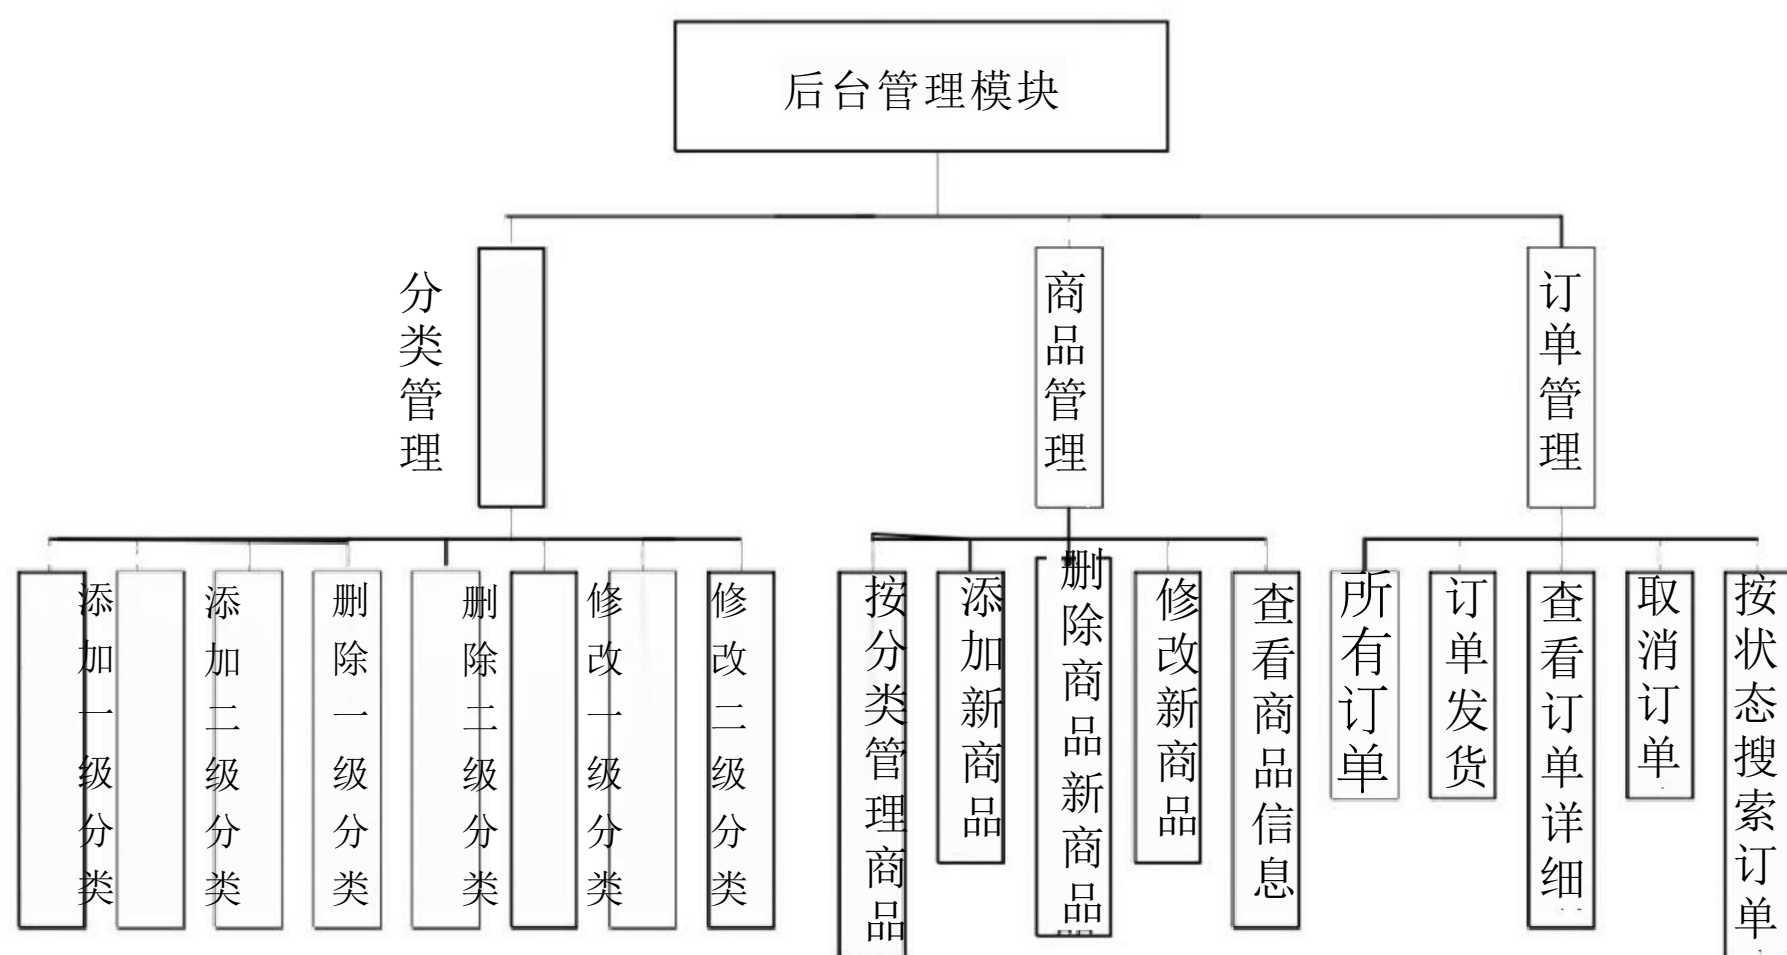 后台管理模块
分类管理
商品管理
订单管理
添加一级分类
添加二级分类
删除一级分类
删除二级分类
修改一级分类
修改二级分类
按分类管理商品
添加新商品
删除商品新商品
修改新商品
查看商品信息
所有订单
订单发货
查看订单详细
取消订单
按状态搜索订单